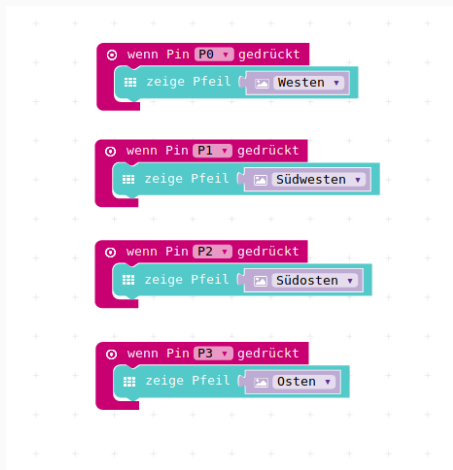 wenn Pin P0 gedrückt
zeige Pfeil Westen
wenn Pin P1 gedrückt
zeige Pfeil Südwesten
wenn Pin P2 gedrückt
zeige Pfeil Südosten
wenn Pin P3 gedrückt
zeige Pfeil Osten